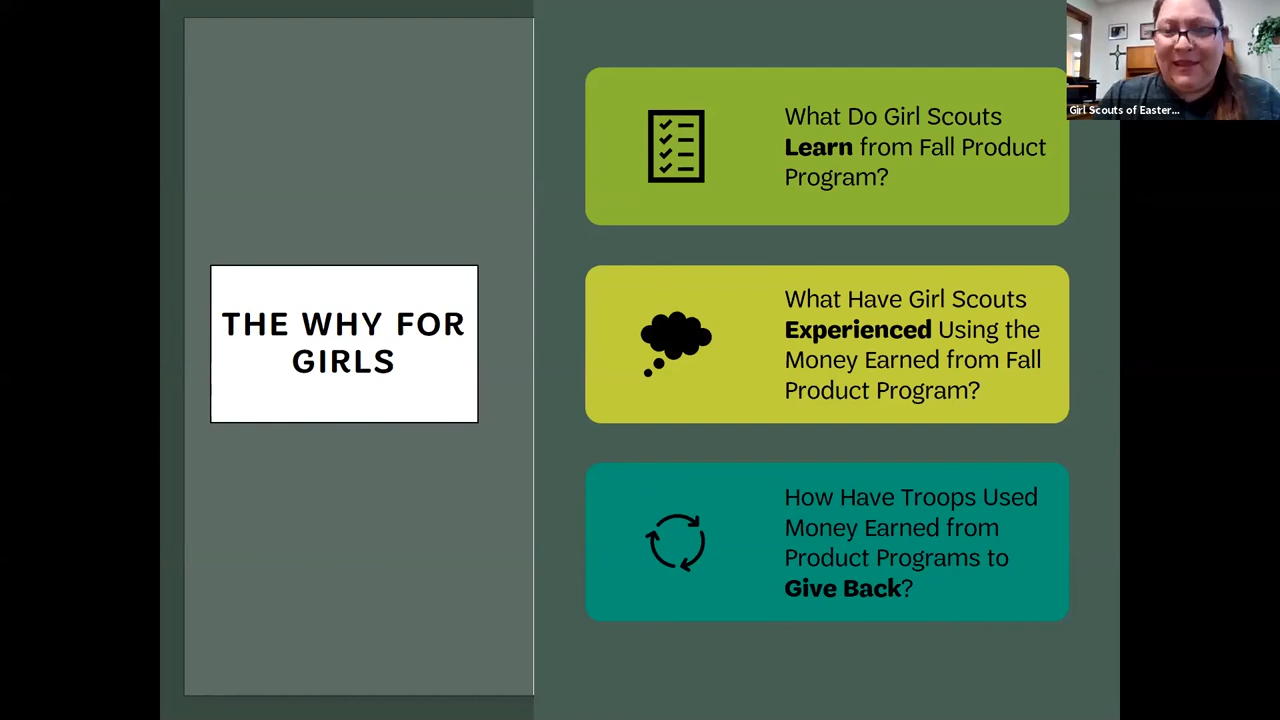 THE WHY FOR
GIRLS
What Do Girl Scouts
Learn from Fall Product
Program?
What Have Girl Scouts
Experienced Using the
Money Earned from Fall
Product Program?
How Have Troops Used
Money Earned from
Product Programs to
Give Back?
Girl Scouts of Easter...